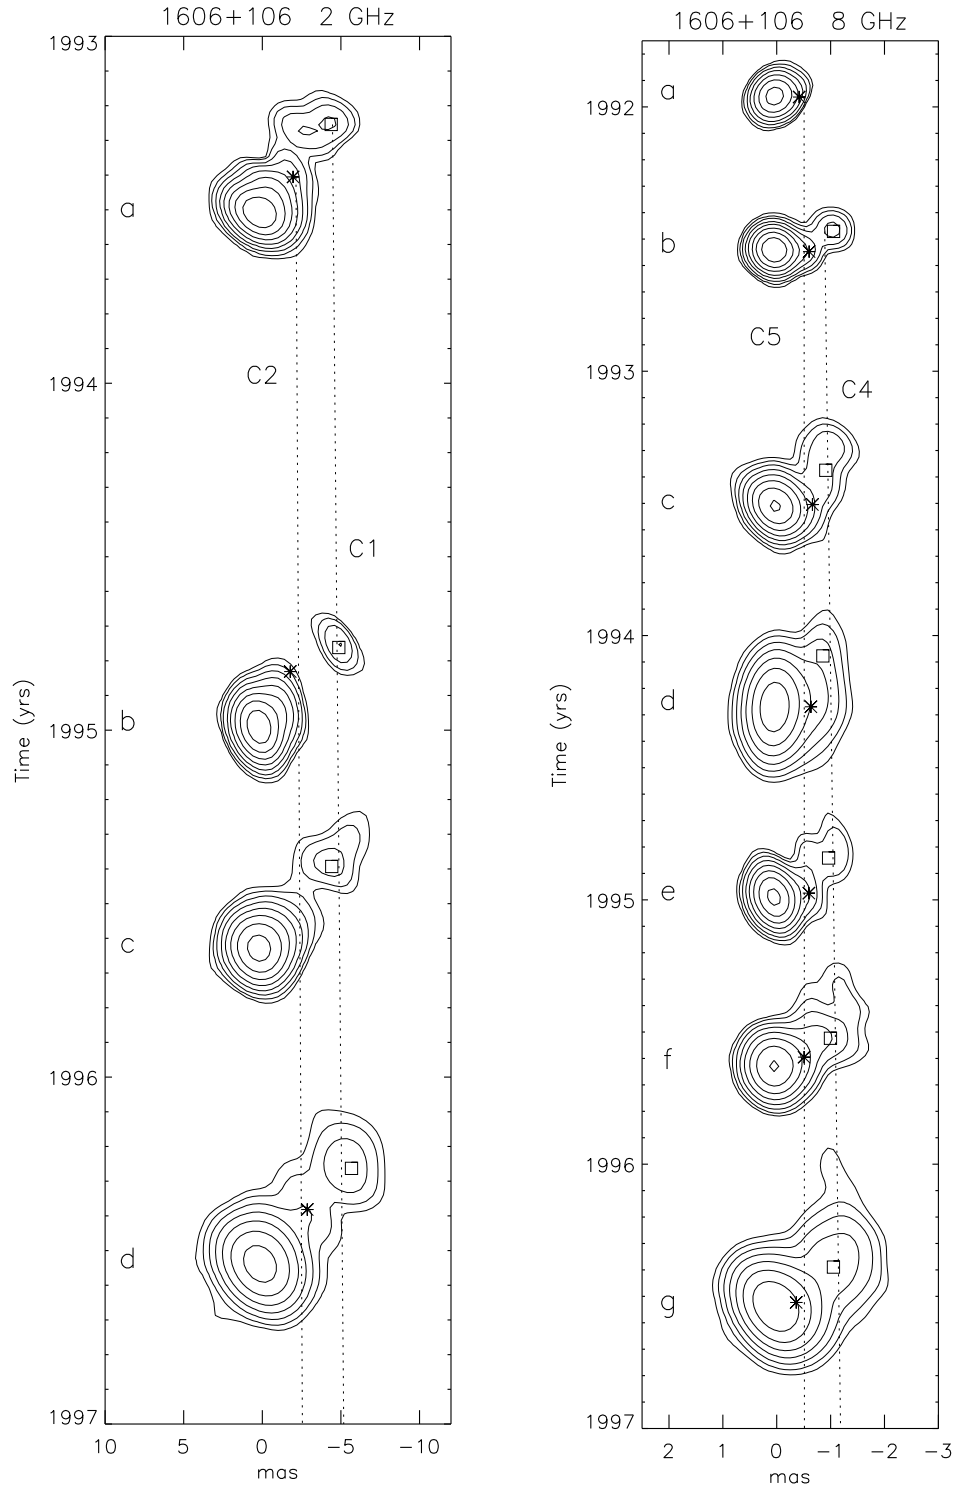 1606+106 2 GHz
1993
1994
1995
1996
1997
Time (yrs)
a
b
c
d
C2
C1
10 5 0 −5 −10
mas
1606+106 8 GHz
1992
1993
1994
1995
1996
1997
Time (yrs)
a
b
c
d
e
f
g
C5
C4
2 1 0 −1 −2 −3
mas